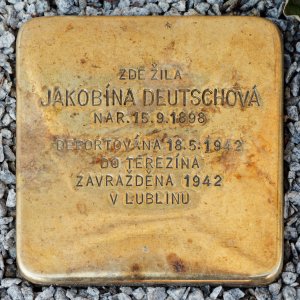 ZDE ŽILA
JAKOBÍNA DEUTSCHOVÁ
NAR. 15.9.1898
DEPORTOVÁNA 18.5.1942
DO TEREZÍNA
ZAVRAŽDĚNA 1942
V LUBLINU